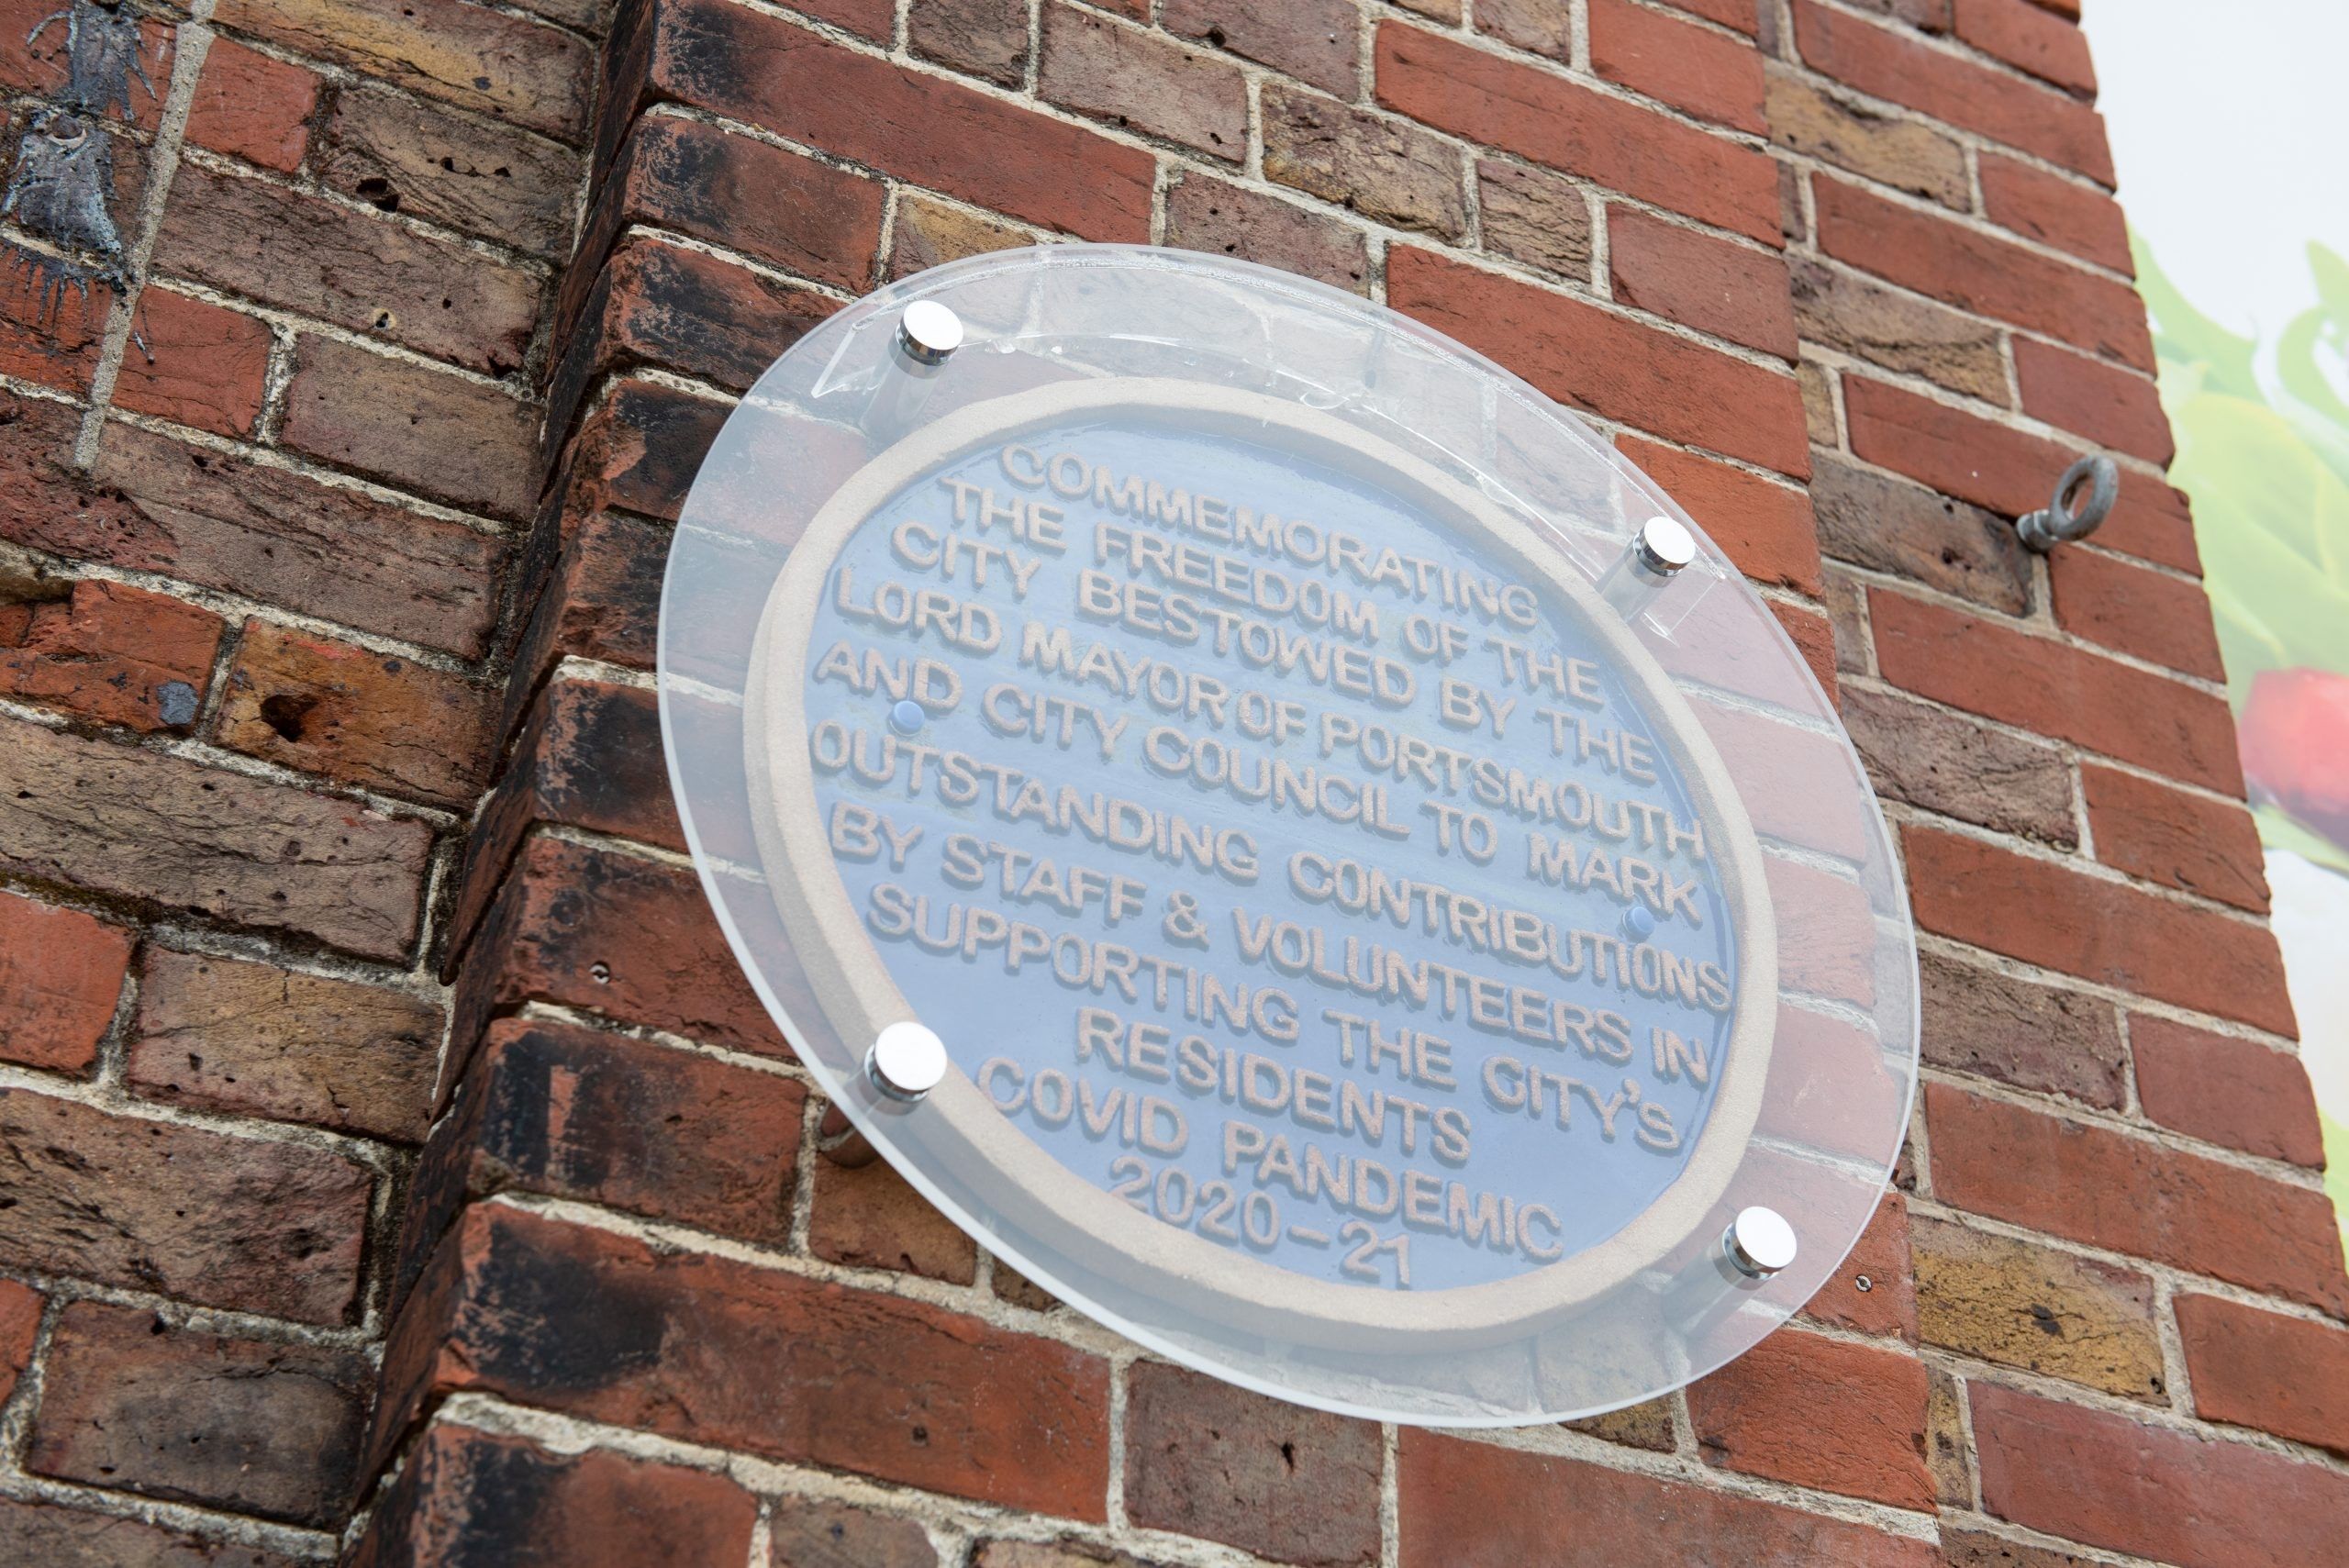 COMMEMORATING
THE FREEDOM OF THE
CITY BESTOWED BY THE
LORD MAYOR OF PORTSMOUTH
AND CITY COUNCIL TO MARK
OUTSTANDING CONTRIBUTIONS
BY STAFF & VOLUNTEERS IN
SUPPORTING THE CITY'S
RESIDENTS
COVID PANDEMIC
2020-21